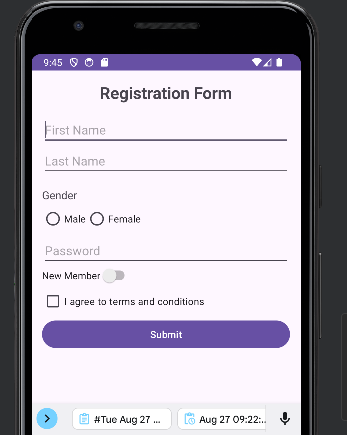 9:45
Registration Form
First Name
Last Name
Gender
Male Female
Password
New Member
I agree to terms and conditions
Submit
#Tue Aug 27 ... Aug 27 09:22:..